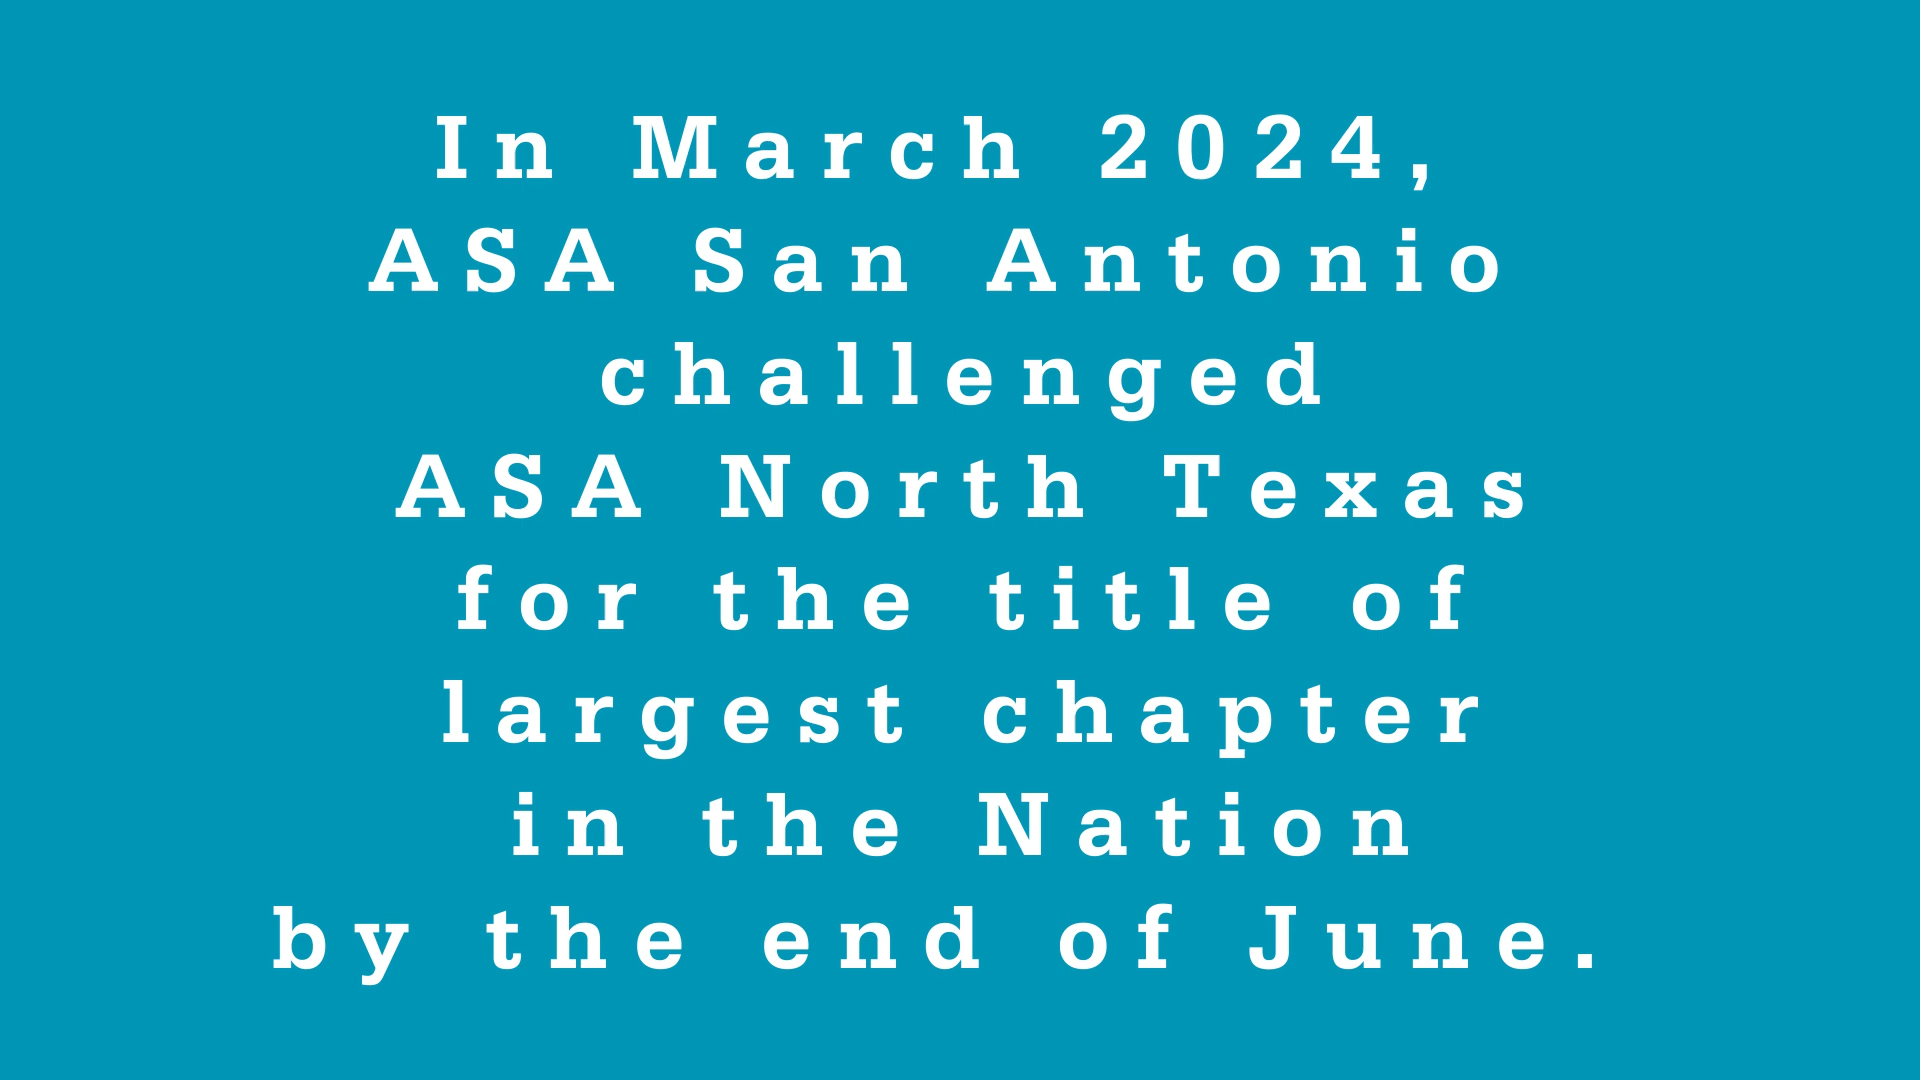 In March 2024,
ASA San Antonio
challenged
ASA North Texas
for the title of
largest chapter
in the Nation
by the end of June.